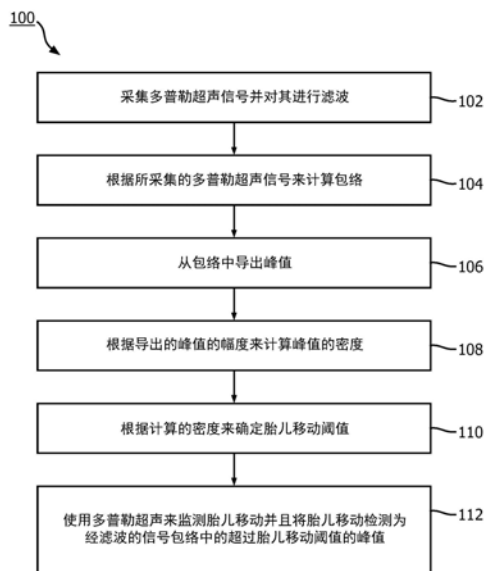 100
采集多普勒超声信号并对其进行滤波
102
根据所采集的多普勒超声信号来计算包络
104
从包络中导出峰值
106
根据导出的峰值的幅度来计算峰值的密度
108
根据计算的密度来确定胎儿移动阈值
110
使用多普勒超声来监测胎儿移动并且将胎儿移动检测为
经滤波的信号包络中的超过胎儿移动阈值的峰值
112